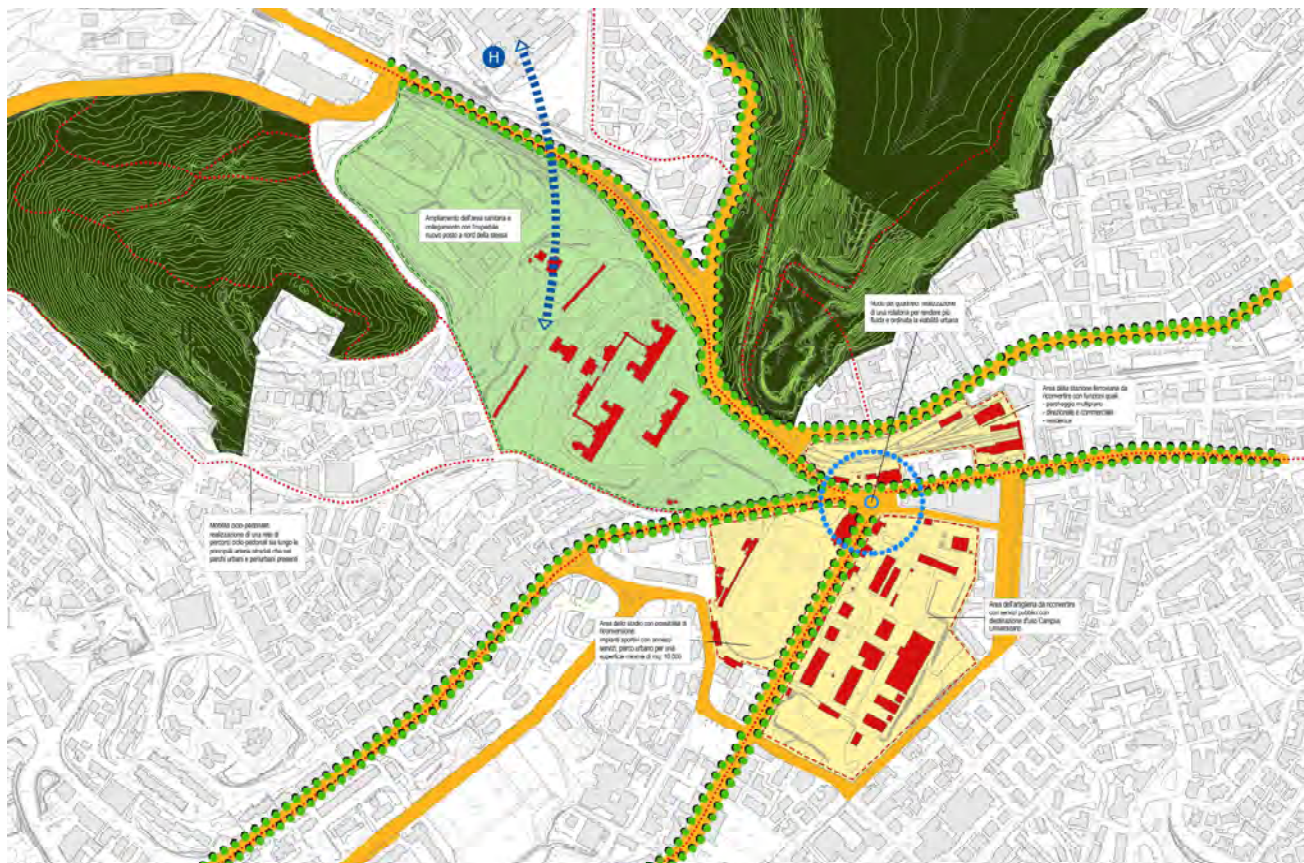 H
Ampliamento dell'area sanitaria e
collegamento con l'ospedale
nuovo posto a nord della stessa
Nodo del quadrivio: realizzazione
di una rotatoria per rendere più
fluida e ordinata la viabilità urbana
Area della stazione ferroviaria da
riconvertire con funzioni quali:
- parcheggio multipiano
- direzionale e commerciale
- residenze
Mobilità ciclo-pedonale:
realizzazione di una rete di
percorsi ciclo-pedonali sia lungo le
principali arterie stradali che nei
parchi urbani e periurbani presenti
Area dello stadio con possibilità di
riconversione:
impianti sportivi con annessi
servizi, parco urbano per una
superficie minima di mq. 10.000
Area dell'artiglieria da riconvertire
con servizi pubblici con
destinazione d'uso Campus
Universitario